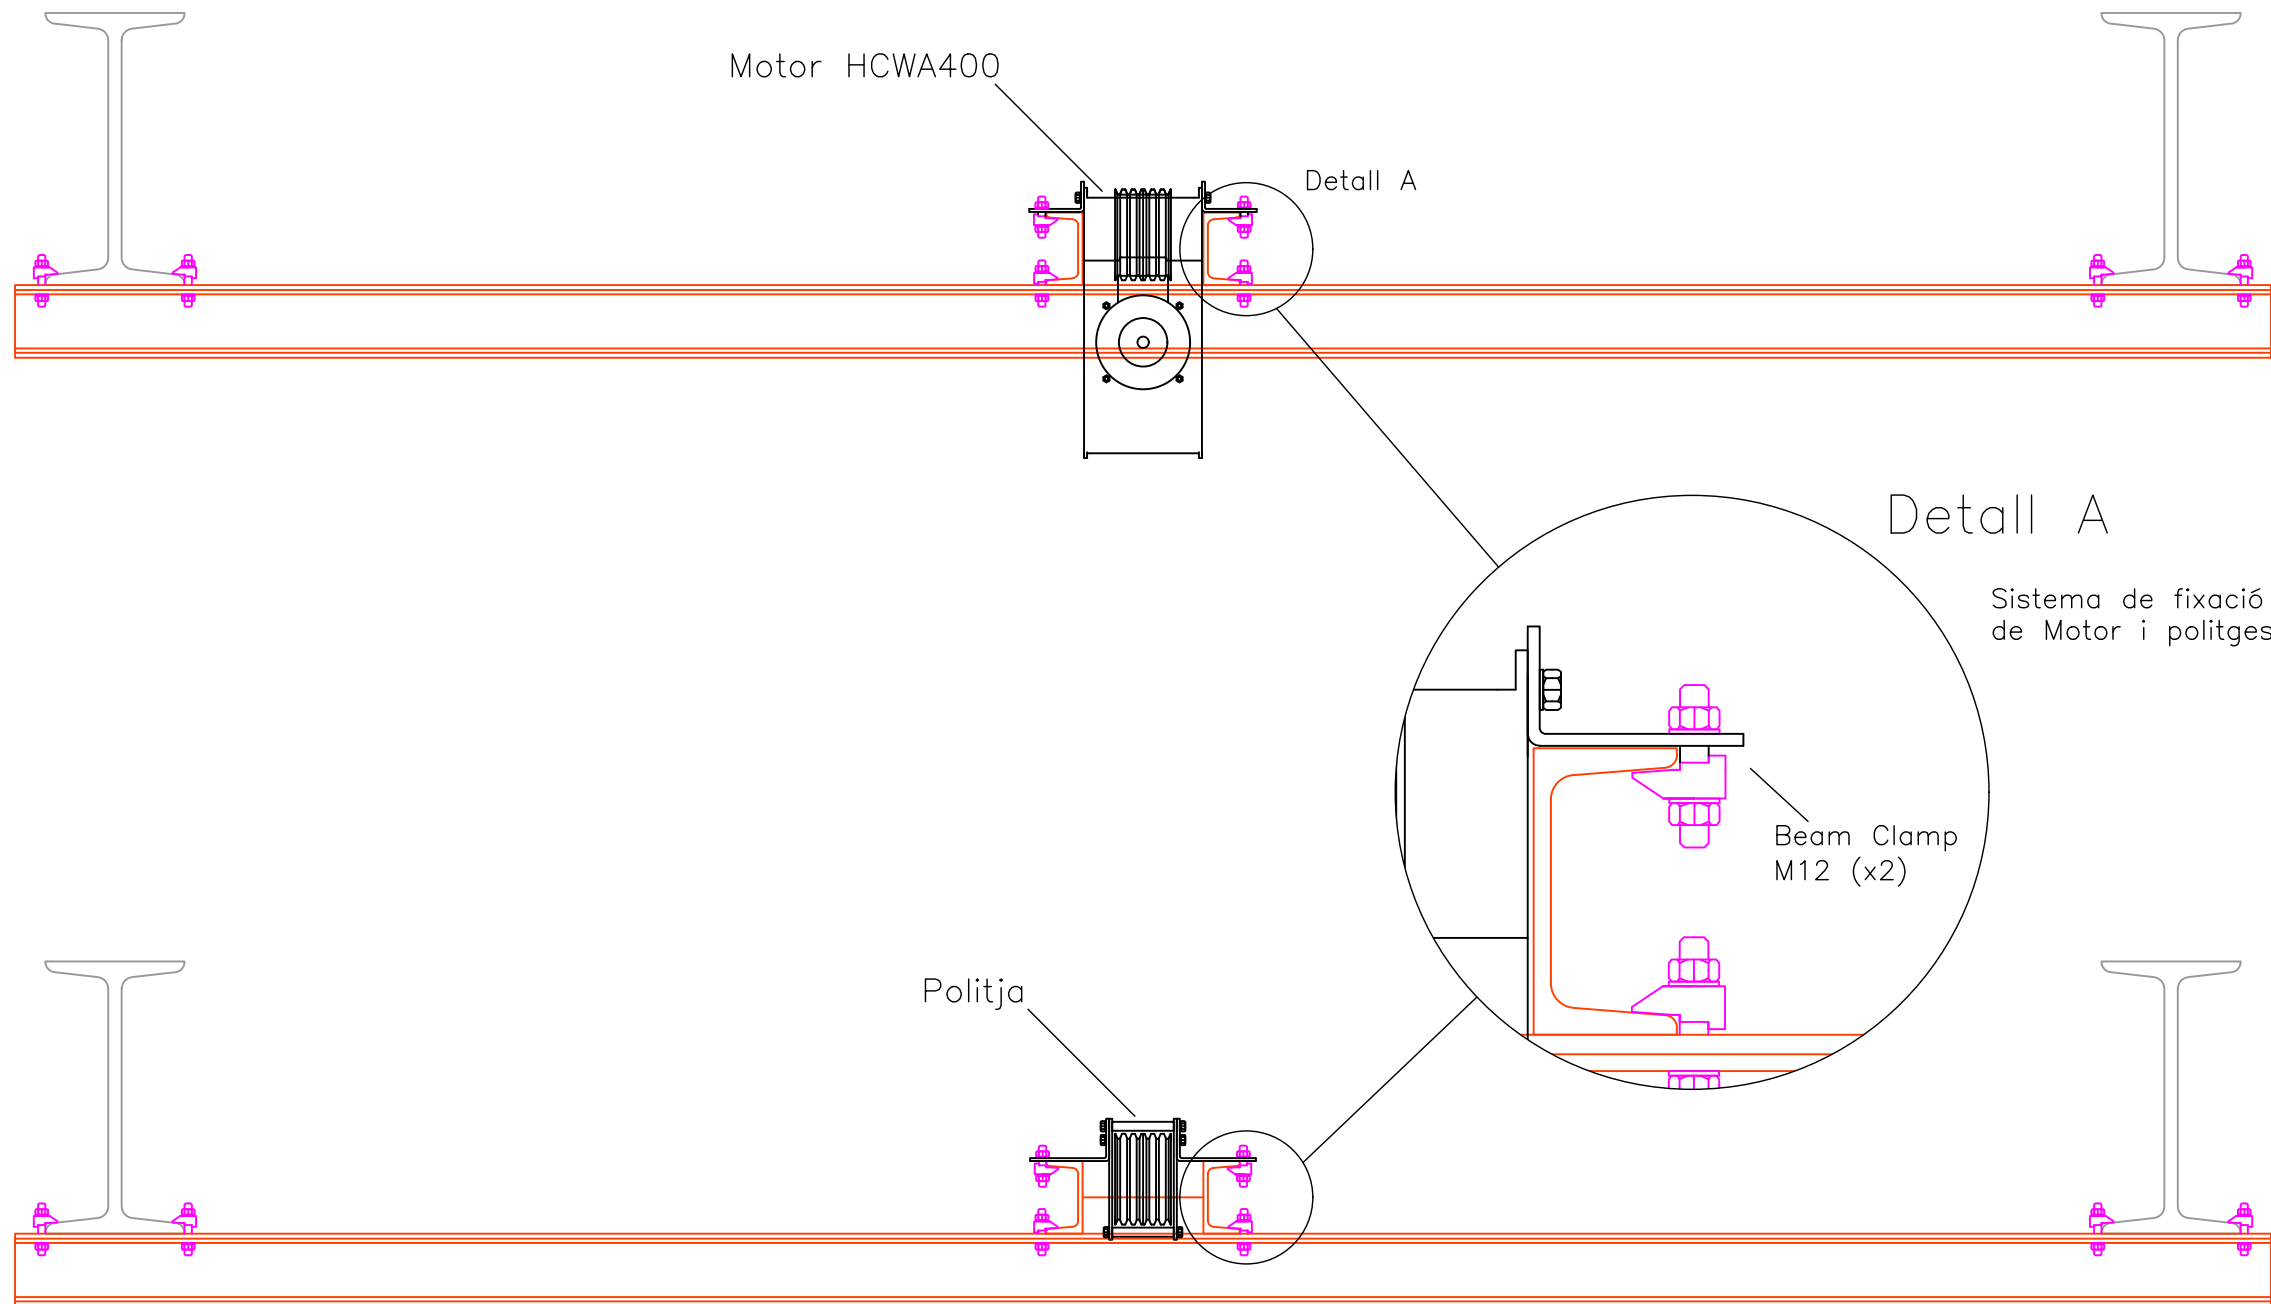 Motor HCWA400
Detall A
Detall A
Sistema de fixació
de Motor i politges
Beam Clamp
M12 (x2)
Politja